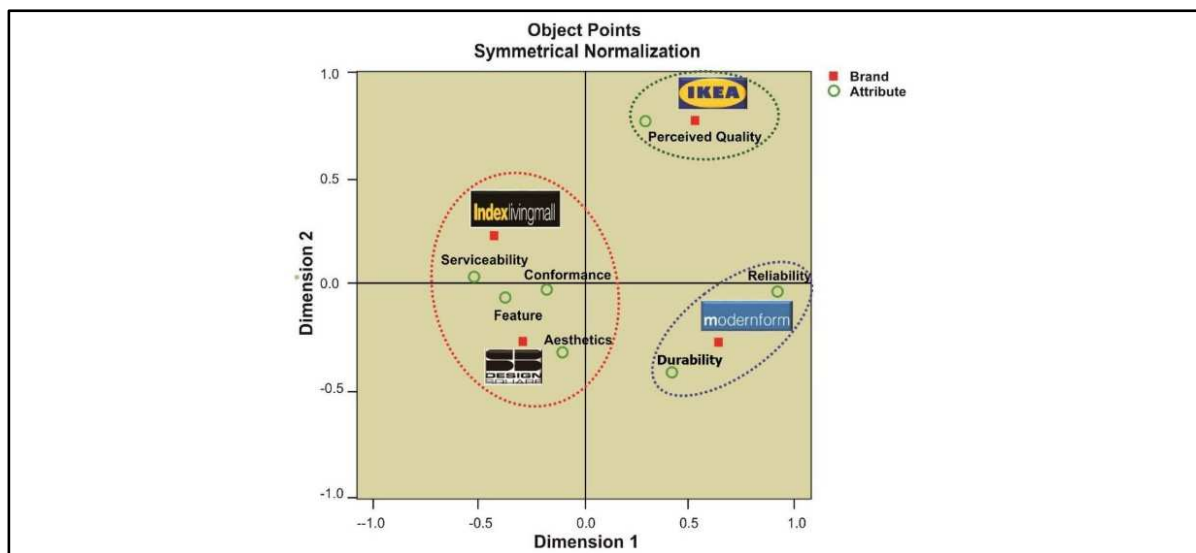 Object Points
Symmetrical Normalization
Brand
Attribute
1.0
IKEA
Perceived Quality
0.5
Indexlivingmall
Serviceability
Conformance
Reliability
0.0
Feature
modernform
Aesthetics
Durability
SB
DESIGN
SQUARE
-0.5
-1.0
Dimension 2
--1.0
-0.5
0.0
0.5
1.0
Dimension 1